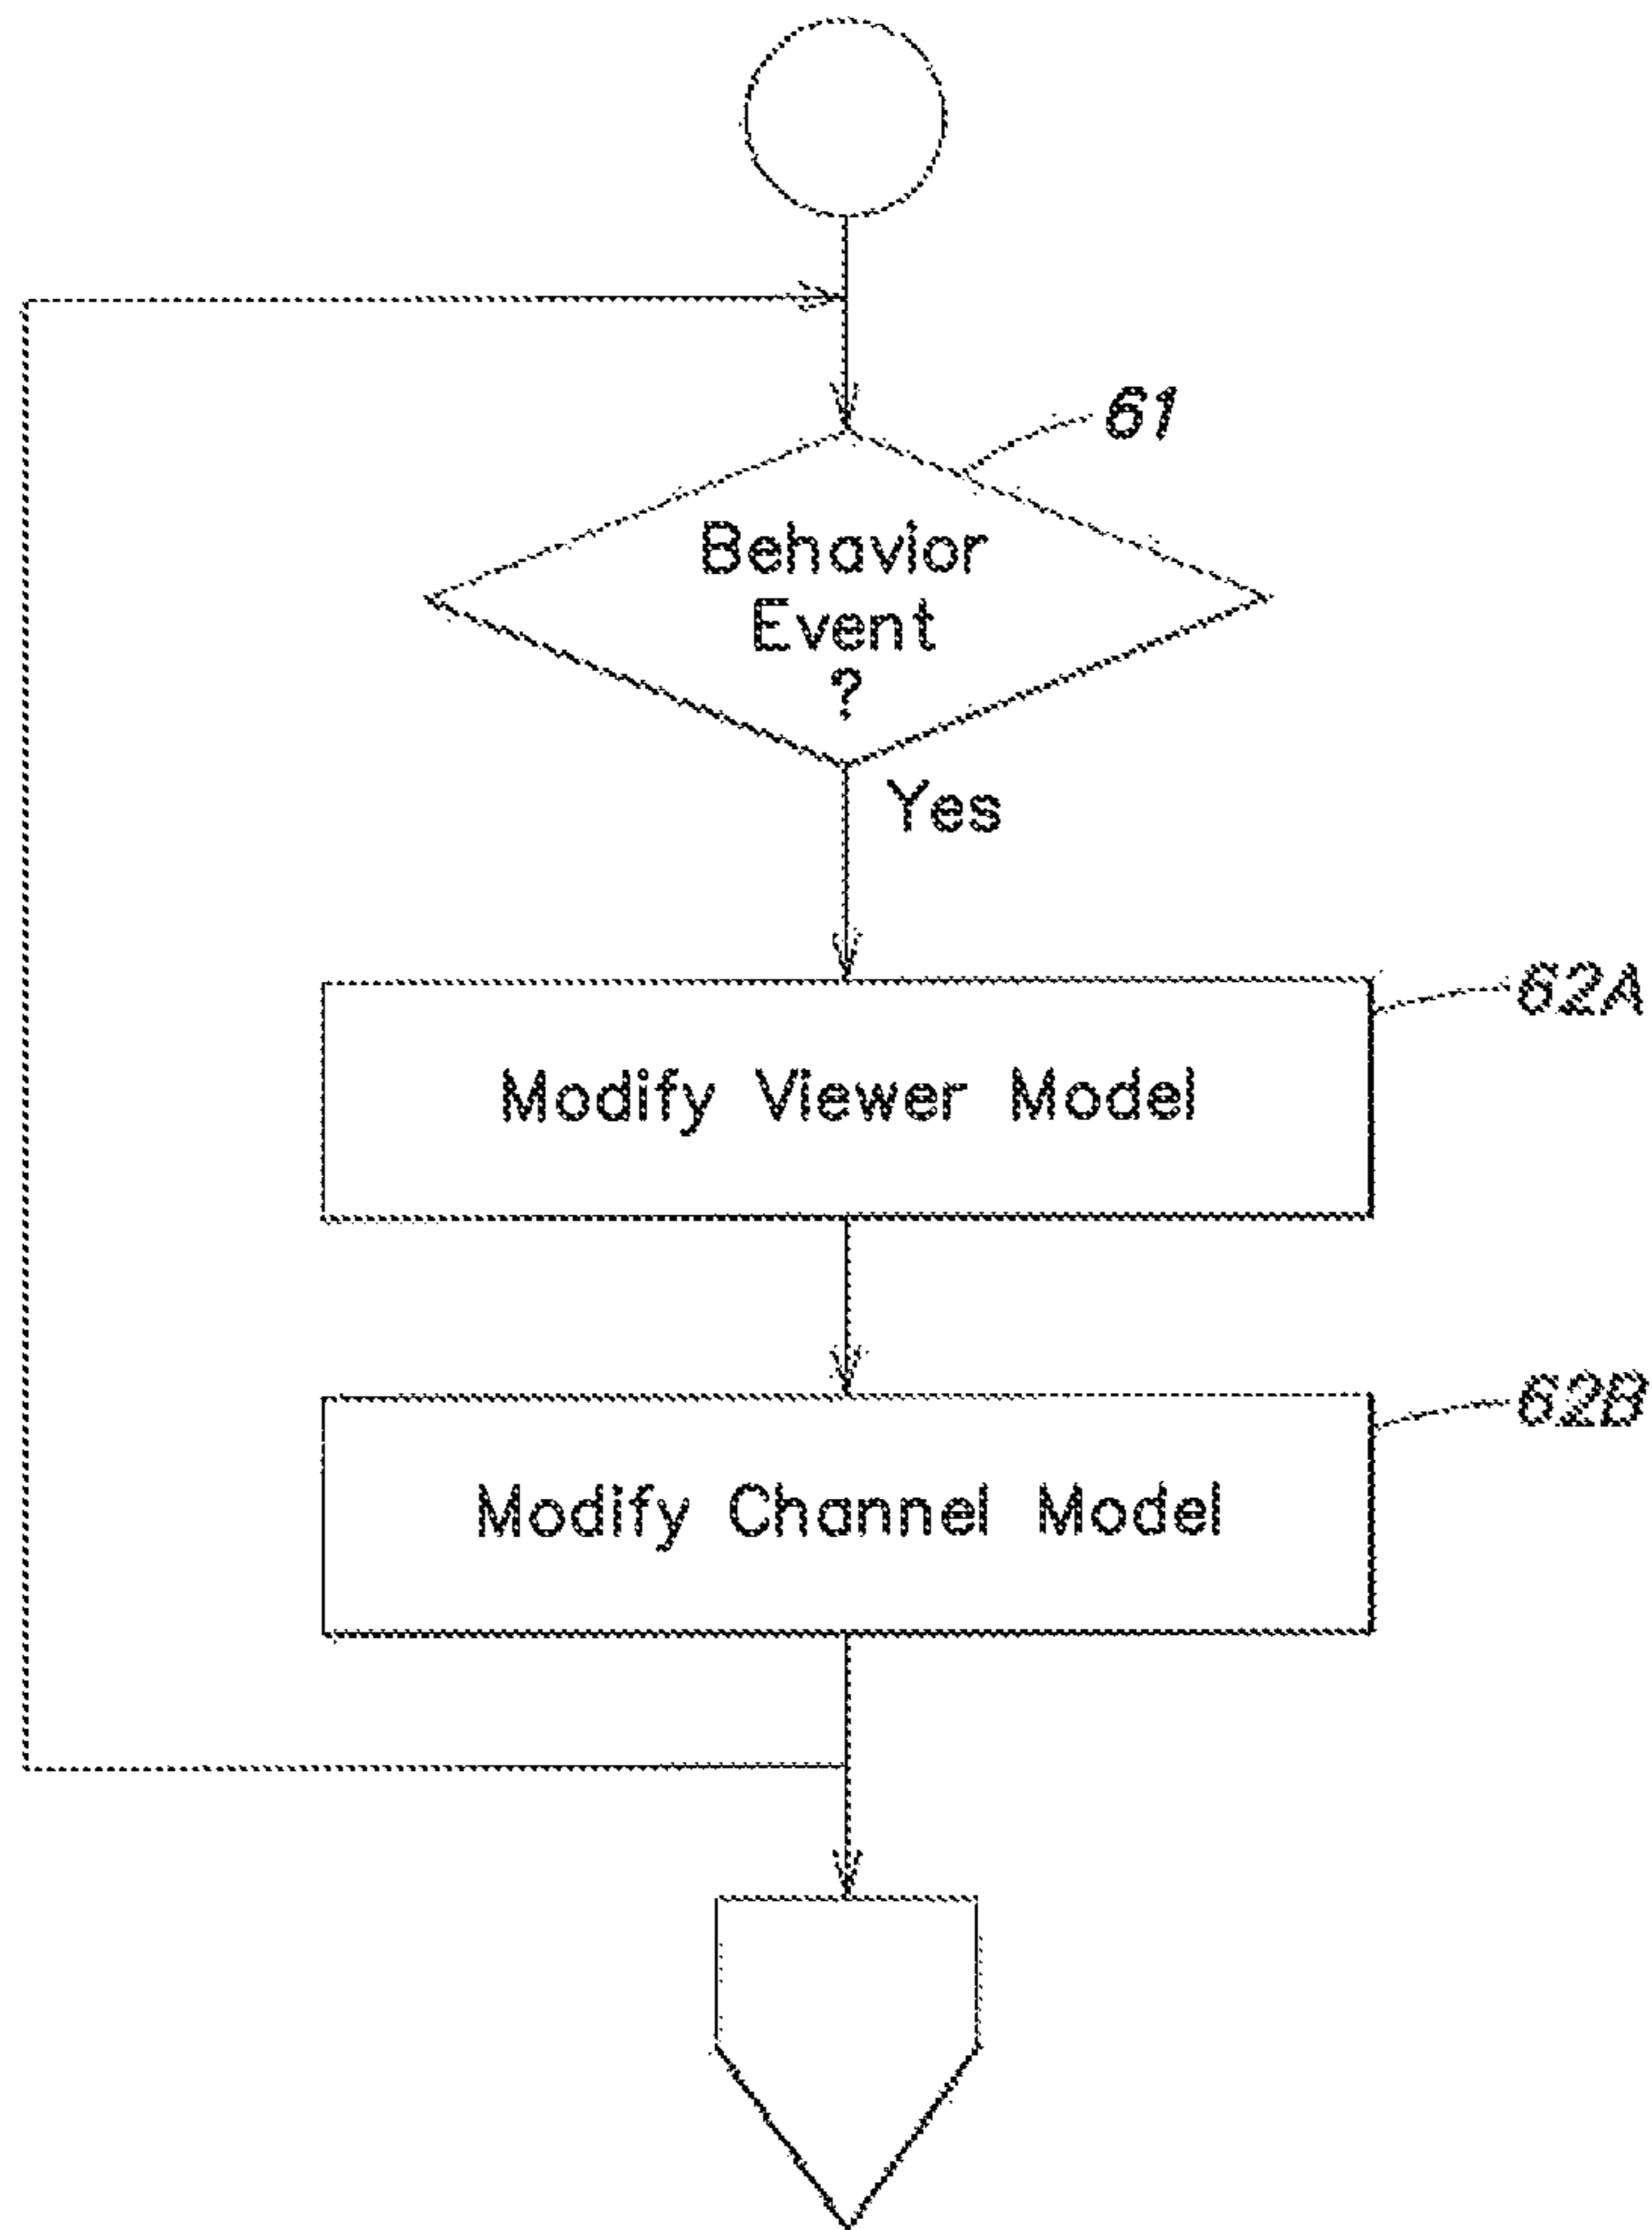 61
Behavior
Event
?
Yes
62A
Modify Viewer Model
62B
Modify Channel Model